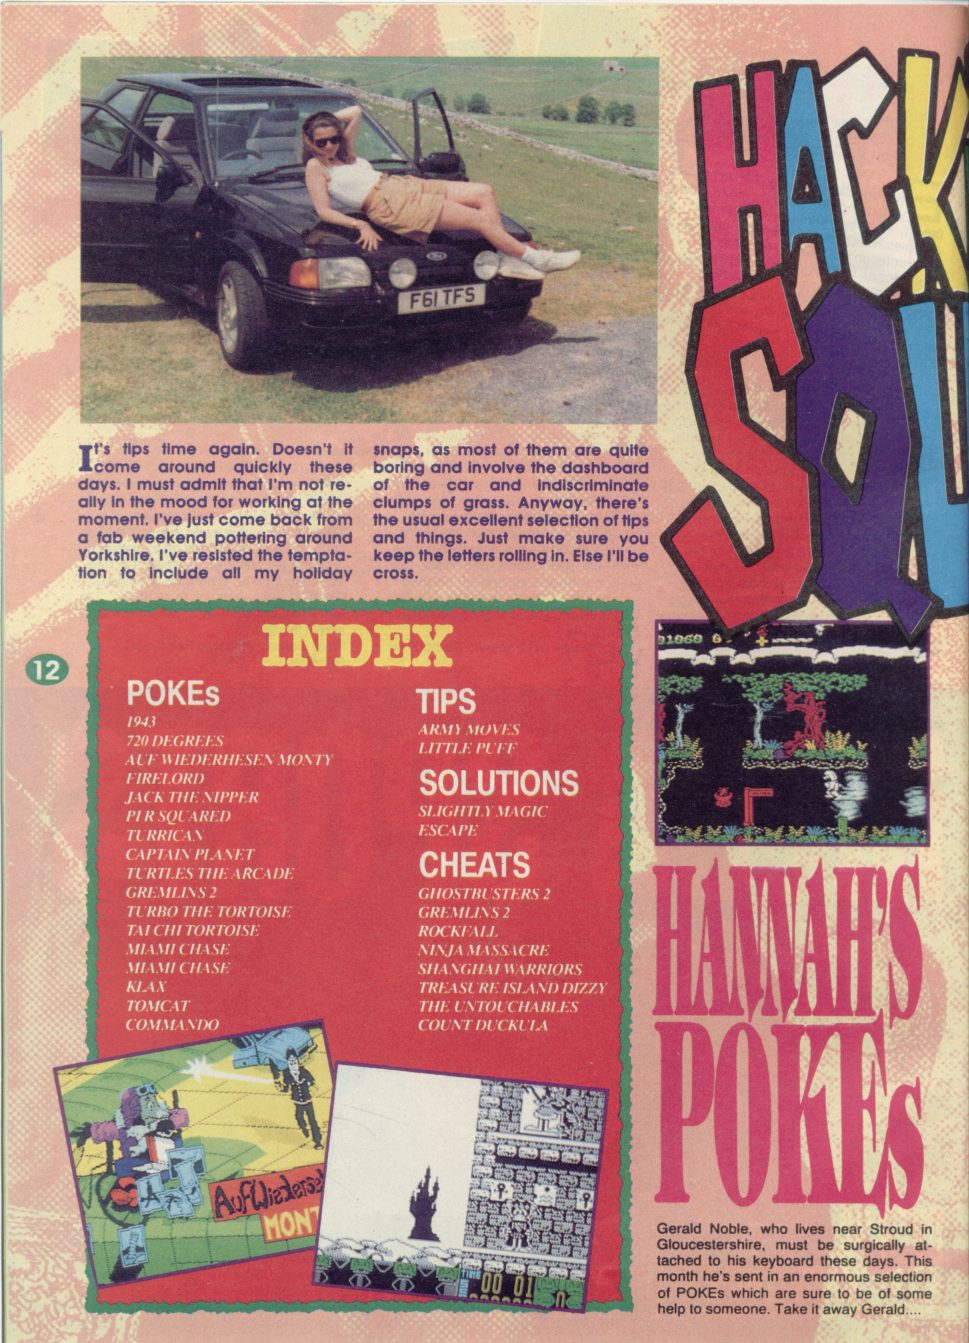 HACK
SQU
F61 TFS
It's tips time again. Doesn't it
come around quickly these
days. I must admit that I'm not re-
ally in the mood for working at the
moment. I've just come back from
a fab weekend pottering around
Yorkshire. I've resisted the tempta-
tion to include all my holiday
snaps, as most of them are quite
boring and involve the dashboard
of the car and indiscriminate
clumps of grass. Anyway, there's
the usual excellent selection of tips
and things. Just make sure you
keep the letters rolling in. Else I'll be
cross.
12
INDEX
POKEs
1943
720 DEGREES
AUF WIEDERHESEN MONTY
FIRELORD
JACK THE NIPPER
PI R SQUARED
TURRICAN
CAPTAIN PLANET
TURTLES THE ARCADE
GREMLINS 2
TURBO THE TORTOISE
TAI CHI TORTOISE
MIAMI CHASE
MIAMI CHASE
KLAX
TOMCAT
COMMANDO
TIPS
ARMY MOVES
LITTLE PUFF
SOLUTIONS
SLIGHTLY MAGIC
ESCAPE
CHEATS
GHOSTBUSTERS 2
GREMLINS 2
ROCKFALL
NINJA MASSACRE
SHANGHAI WARRIORS
TREASURE ISLAND DIZZY
THE UNTOUCHABLES
COUNT DUCKULA
Auf Wiederseh
MONT
TIME
00 01
HANNAH'S
POKEs
Gerald Noble, who lives near Stroud in
Gloucestershire, must be surgically at-
tached to his keyboard these days. This
month he's sent in an enormous selection
of POKEs which are sure to be of some
help to someone. Take it away Gerald....